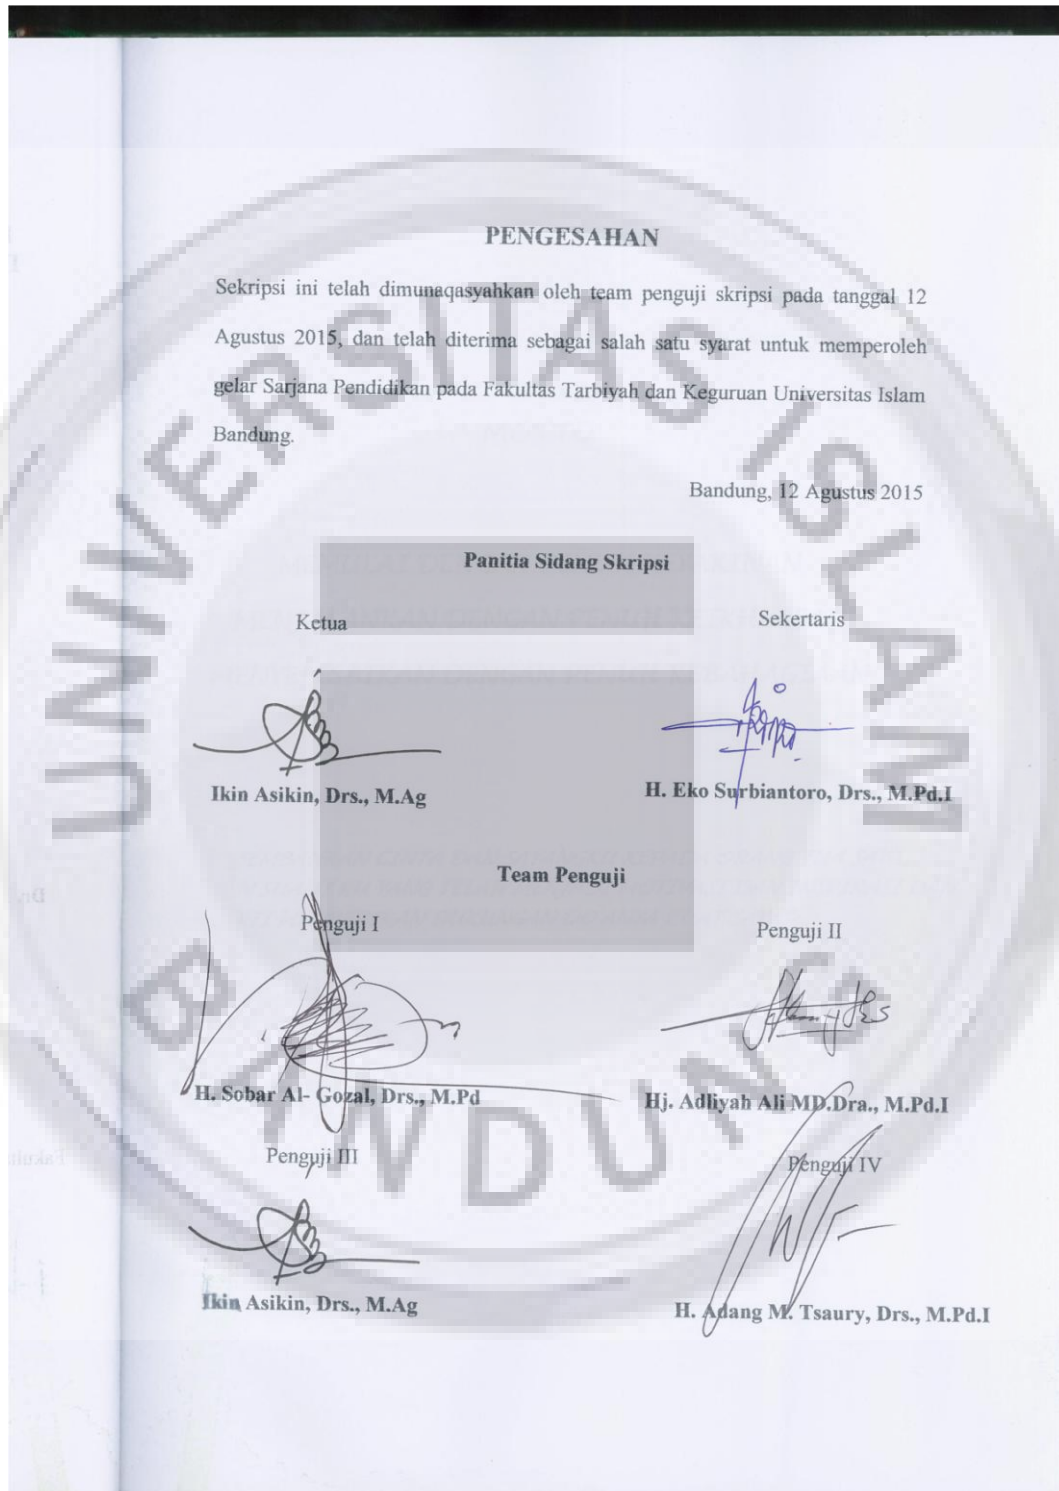 PENGESAHAN
Sekripsi ini telah dimunaqasyahkan oleh team penguji skripsi pada tanggal 12
Agustus 2015, dan telah diterima sebagai salah satu syarat untuk memperoleh
gelar Sarjana Pendidikan pada Fakultas Tarbiyah dan Keguruan Universitas Islam
Bandung.
Bandung, 12 Agustus 2015
Panitia Sidang Skripsi
Ketua
Sekertaris
Ikin Asikin, Drs., M.Ag
H. Eko Surbiantoro, Drs., M.Pd.I
Team Penguji
Penguji I
Penguji II
H. Sobar Al- Gozal, Drs., M.Pd
Hj. Adliyah Ali MD.Dra., M.Pd.I
Penguji III
Penguji IV
Ikin Asikin, Drs., M.Ag
H. Adang M. Tsaury, Drs., M.Pd.I
UNIVERSITAS ISLAM
BANDUNG